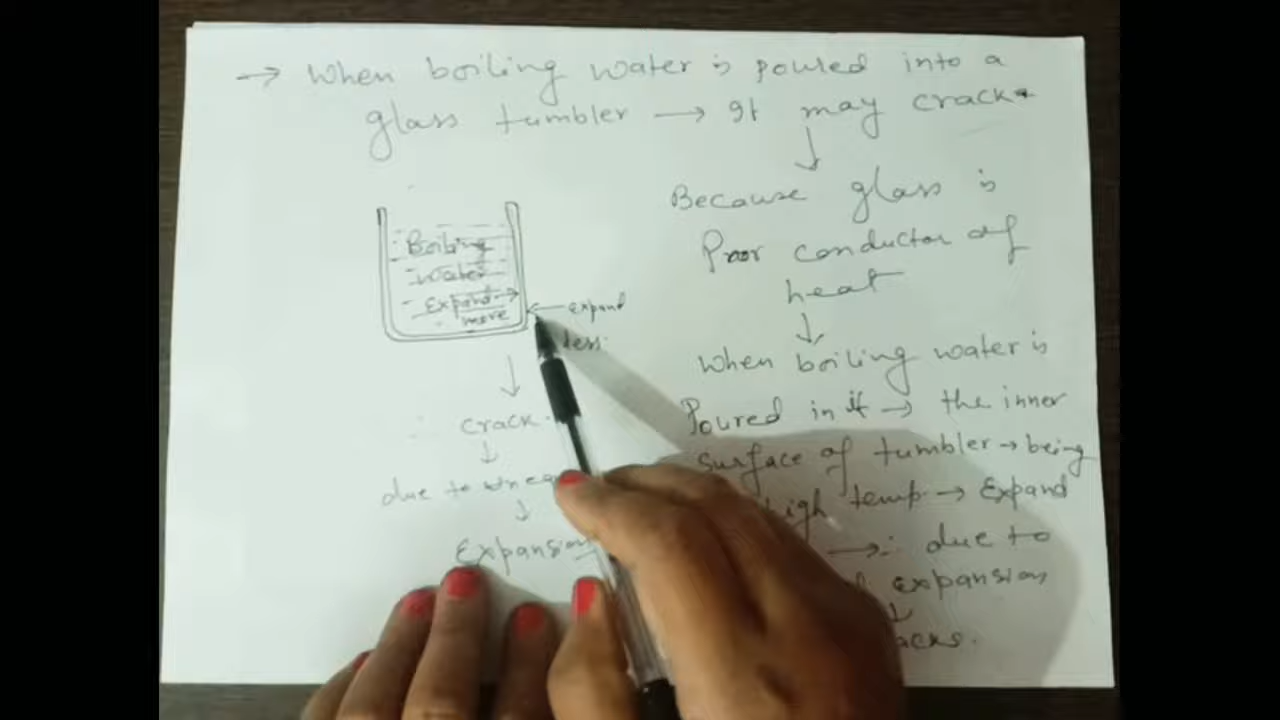 → When boiling water is poured into a
glass tumbler → It may crack.
Boiling
water
Expand →
more
← expand
less.
↓
crack.
↓
due to
↓
Expansion
↓
Because glass is
Poor conductor of
heat
↓
When boiling water is
Poured in it → the inner
surface of tumbler → being
high temp. → Expand
→ ∴ due to
expansion
↓